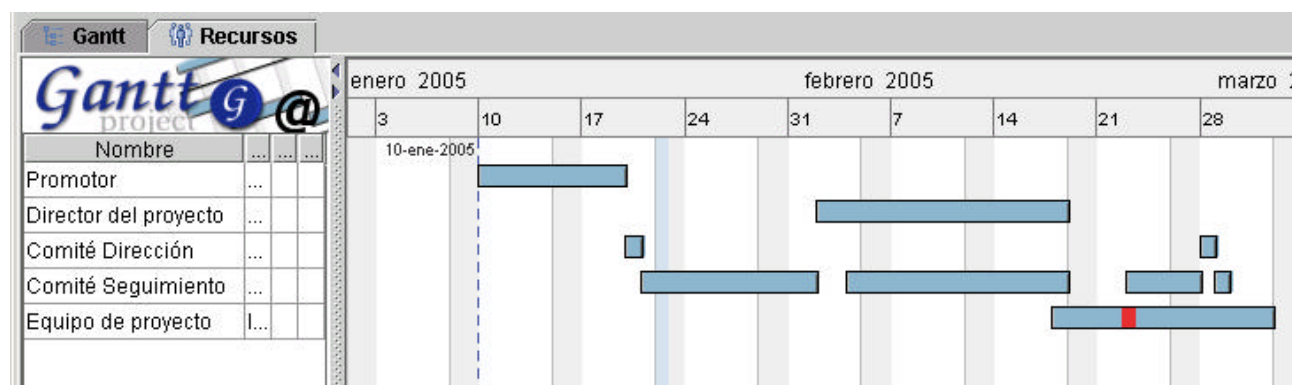 Gantt Recursos
Gantt
project
G @
enero 2005 febrero 2005 marzo
3 10 17 24 31 7 14 21 28
Nombre ... ... ...
10-ene-2005
Promotor ...
Director del proyecto ...
Comité Dirección ...
Comité Seguimiento ...
Equipo de proyecto I...